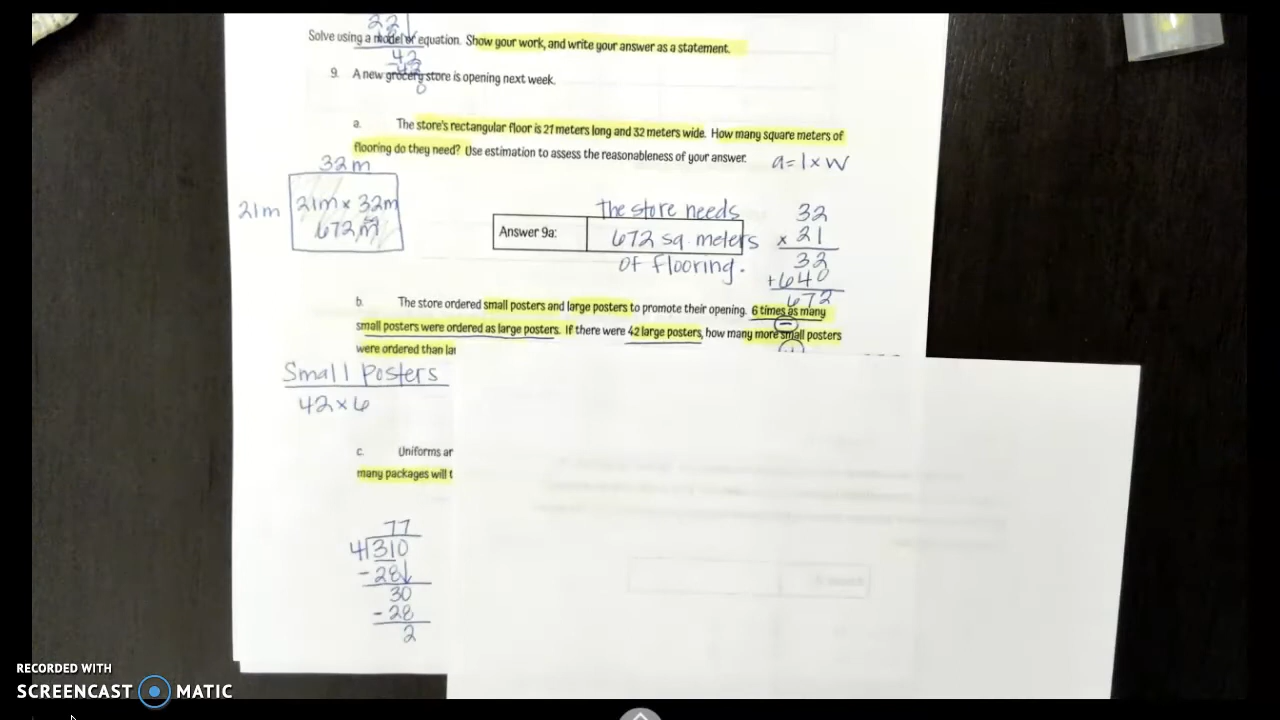 221
Solve using a model or equation. Show your work, and write your answer as a statement.
42
42
0
9. A new grocery store is opening next week.
a. The store's rectangular floor is 21 meters long and 32 meters wide. How many square meters of
flooring do they need? Use estimation to assess the reasonableness of your answer.
a=l×w
32m
21m
21m × 32m
672m²
Answer 9a:
The store needs
672 sq. meters
of flooring.
32
× 21
32
+640
672
b. The store ordered small posters and large posters to promote their opening. 6 times as many
small posters were ordered as large posters. If there were 42 large posters, how many more small posters
were ordered than
Small Posters
42×6
c. Uniforms
many packages will
77
4 310
- 28↓
30
- 28
2
RECORDED WITH
SCREENCAST MATIC